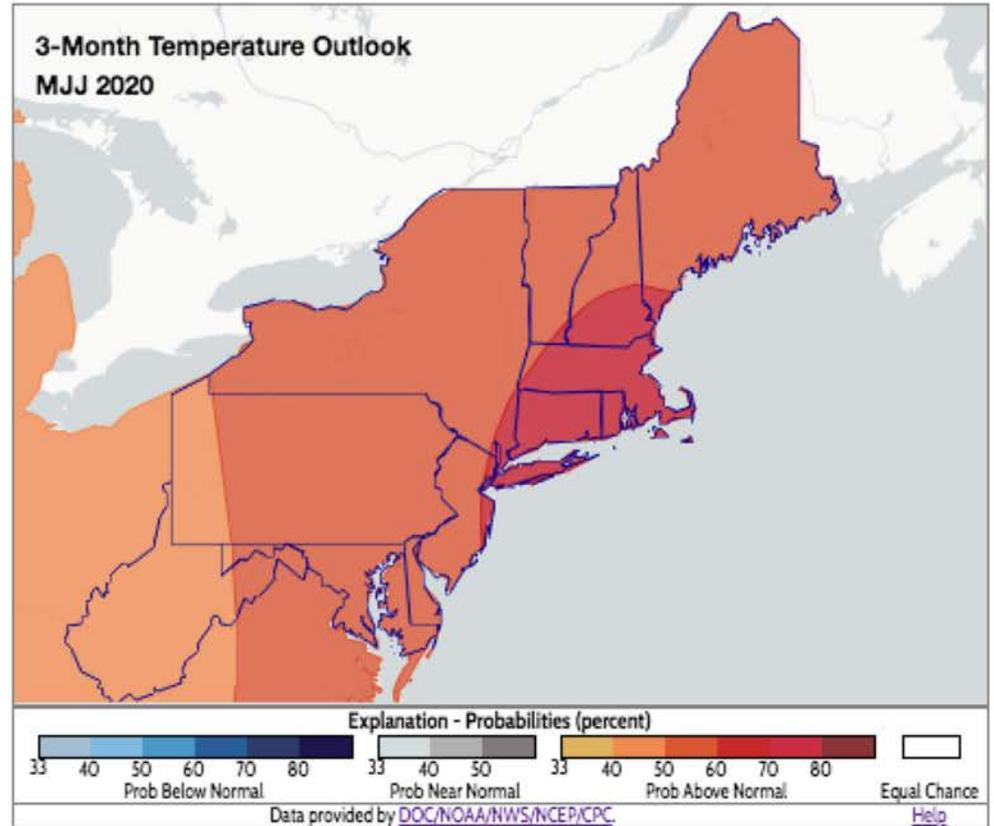 3-Month Temperature Outlook
MJJ 2020
Explanation - Probabilities (percent)
33 40 50 60 70 80 33 40 50 33 40 50 60 70 80
Prob Below Normal Prob Near Normal Prob Above Normal Equal Chance
Data provided by DOC/NOAA/NWS/NCEP/CPC. Help